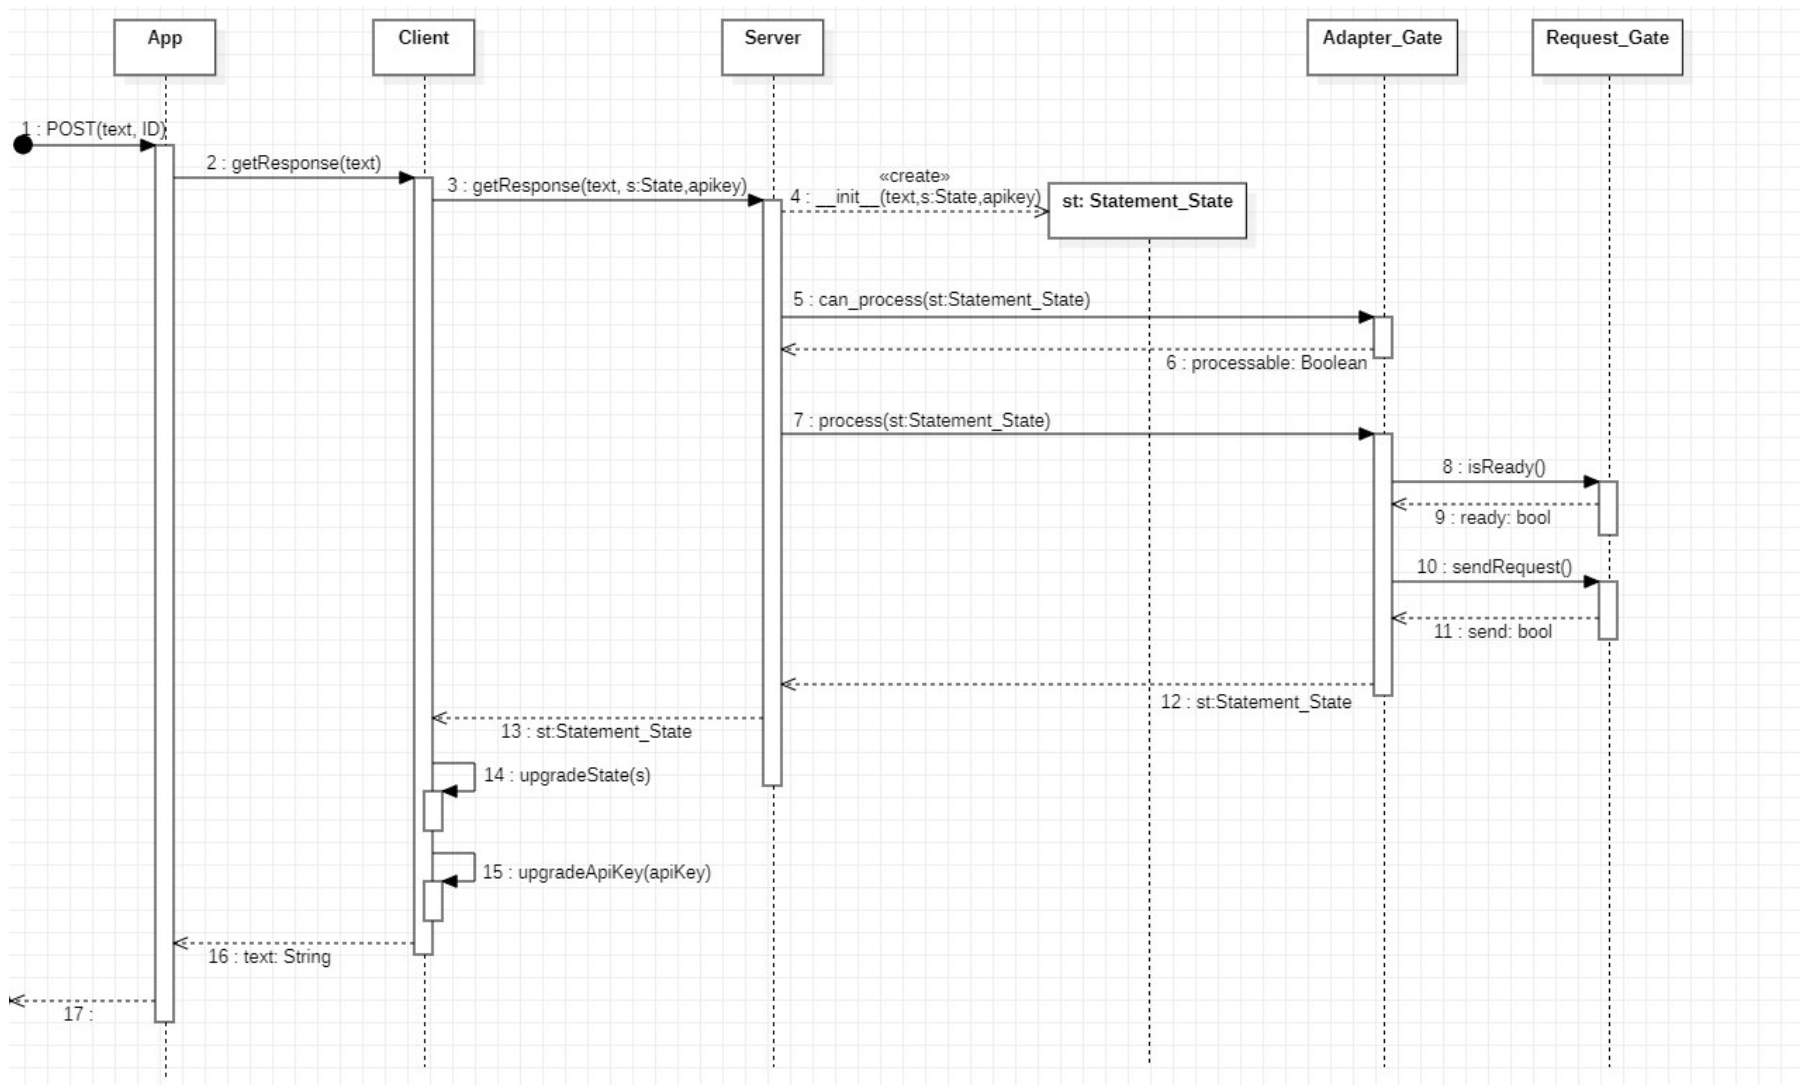 App
Client
Server
Adapter_Gate
Request_Gate
1 : POST(text, ID)
2 : getResponse(text)
3 : getResponse(text, s:State,apikey)
«create»
4 : __init__(text,s:State,apikey)
st: Statement_State
5 : can_process(st:Statement_State)
6 : processable: Boolean
7 : process(st:Statement_State)
8 : isReady()
9 : ready: bool
10 : sendRequest()
11 : send: bool
12 : st:Statement_State
13 : st:Statement_State
14 : upgradeState(s)
15 : upgradeApiKey(apiKey)
16 : text: String
17 :